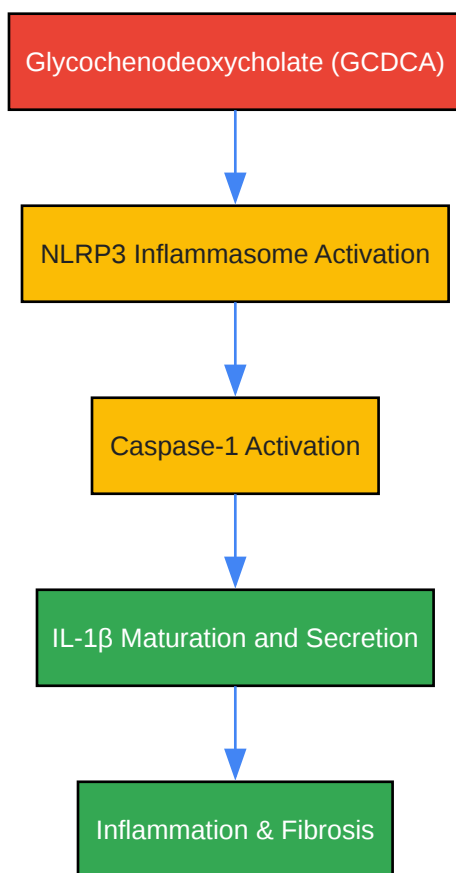 Glycochenodeoxycholate (GCDCA)
NLRP3 Inflammasome Activation
Caspase-1 Activation
IL-1β Maturation and Secretion
Inflammation & Fibrosis